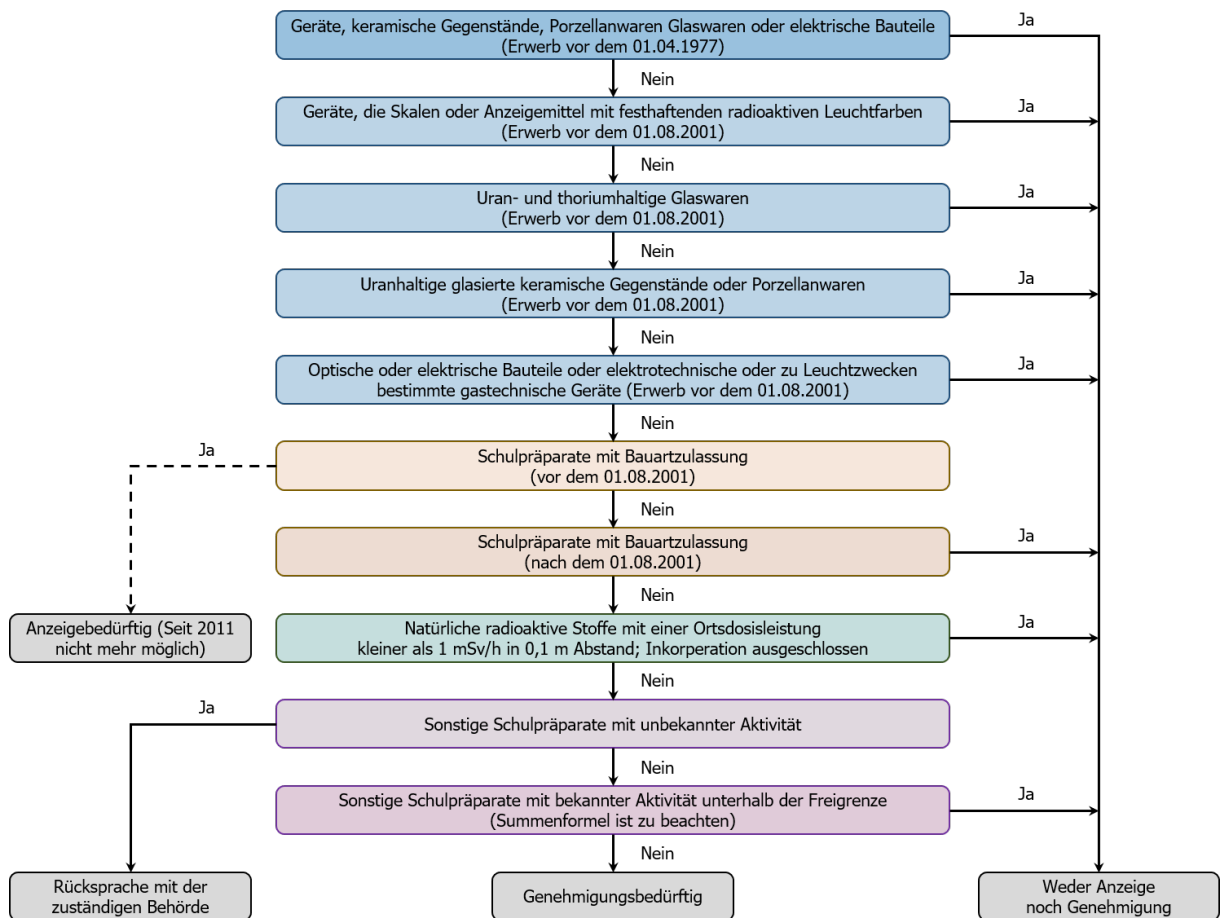 Geräte, keramische Gegenstände, Porzellanwaren Glaswaren oder elektrische Bauteile
(Erwerb vor dem 01.04.1977)
Ja
Nein
Geräte, die Skalen oder Anzeigemittel mit festhaftenden radioaktiven Leuchtfarben
(Erwerb vor dem 01.08.2001)
Ja
Nein
Uran- und thoriumhaltige Glaswaren
(Erwerb vor dem 01.08.2001)
Ja
Nein
Uranhaltige glasierte keramische Gegenstände oder Porzellanwaren
(Erwerb vor dem 01.08.2001)
Ja
Nein
Optische oder elektrische Bauteile oder elektrotechnische oder zu Leuchtzwecken
bestimmte gastechnische Geräte (Erwerb vor dem 01.08.2001)
Ja
Nein
Ja
Schulpräparate mit Bauartzulassung
(vor dem 01.08.2001)
Nein
Schulpräparate mit Bauartzulassung
(nach dem 01.08.2001)
Ja
Nein
Anzeigebedürftig (Seit 2011
nicht mehr möglich)
Natürliche radioaktive Stoffe mit einer Ortsdosisleistung
kleiner als 1 mSv/h in 0,1 m Abstand; Inkorperation ausgeschlossen
Ja
Nein
Ja
Sonstige Schulpräparate mit unbekannter Aktivität
Nein
Sonstige Schulpräparate mit bekannter Aktivität unterhalb der Freigrenze
(Summenformel ist zu beachten)
Ja
Nein
Rücksprache mit der
zuständigen Behörde
Genehmigungsbedürftig
Weder Anzeige
noch Genehmigung